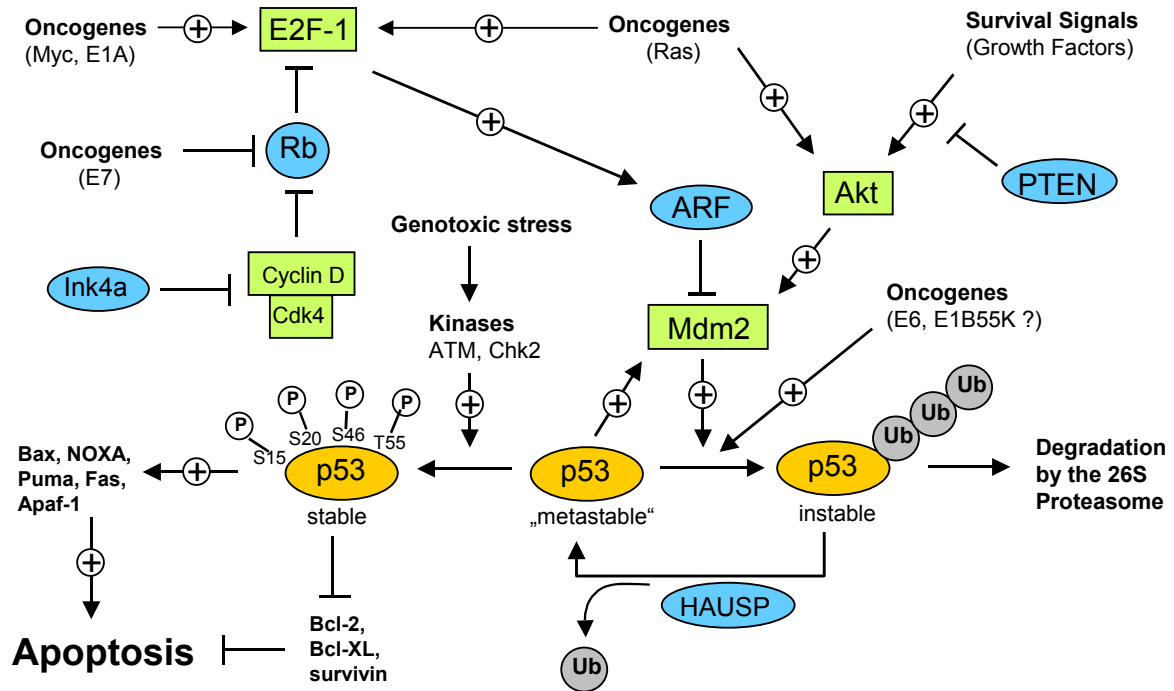 Oncogenes
(Myc, E1A)
+
E2F-1
+
Oncogenes
(Ras)
Survival Signals
(Growth Factors)
+
+
+
Oncogenes
(E7)
Rb
ARF
Akt
PTEN
Genotoxic stress
+
Ink4a
Cyclin D
Cdk4
Kinases
ATM, Chk2
Mdm2
Oncogenes
(E6, E1B55K ?)
+
+
+
+
P
P
P
P
S15
S20
S46
T55
Ub
Ub
Ub
Bax, NOXA,
Puma, Fas,
Apaf-1
+
p53
stable
p53
„metastable“
p53
instable
Degradation
by the 26S
Proteasome
+
HAUSP
Ub
Apoptosis
Bcl-2,
Bcl-XL,
survivin